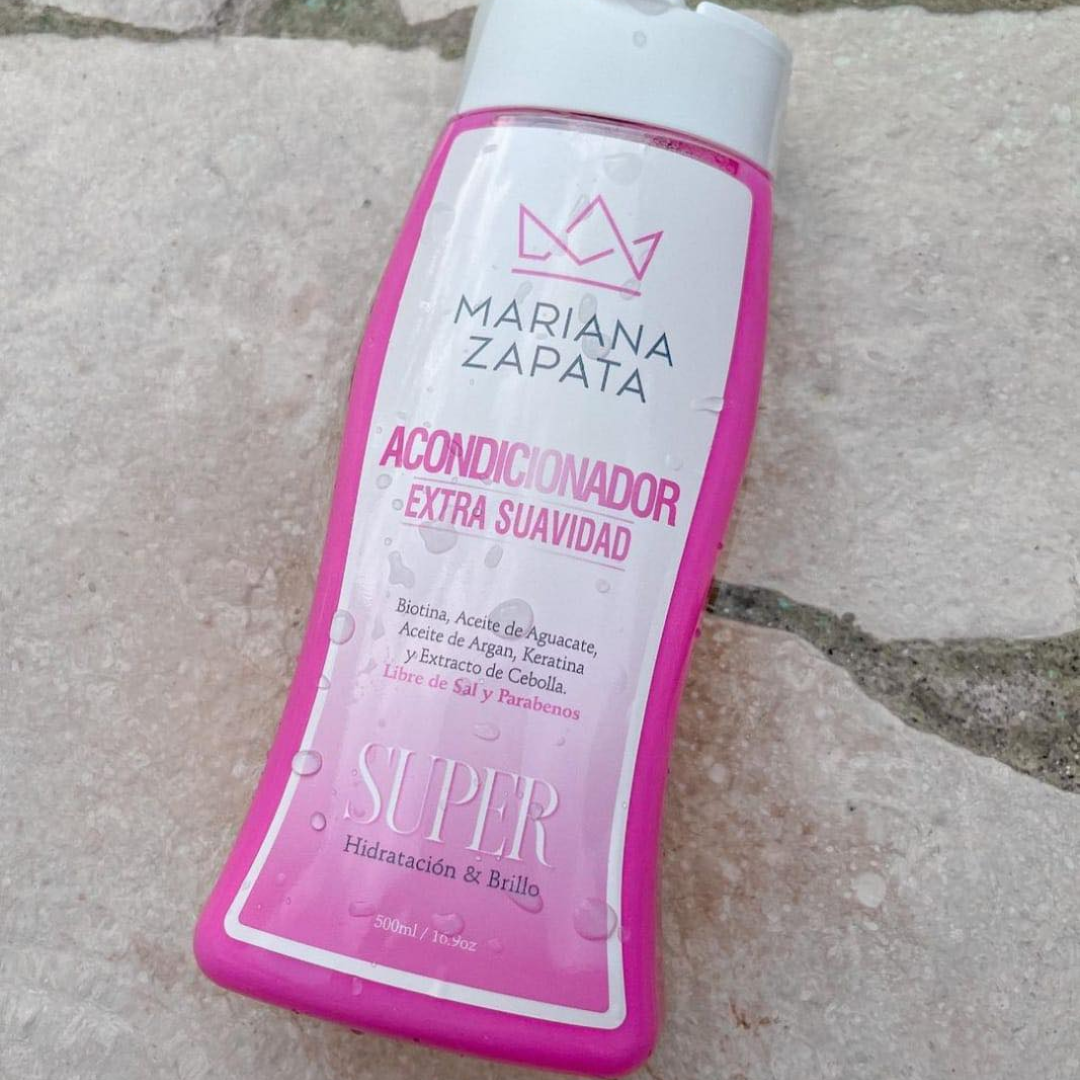 MARIANA
ZAPATA
ACONDICIONADOR
EXTRA SUAVIDAD
Biotina, Aceite de Aguacate,
Aceite de Argan, Keratina
y Extracto de Cebolla.
Libre de Sal y Parabenos
SUPER
Hidratación & Brillo
500ml / 16.9oz